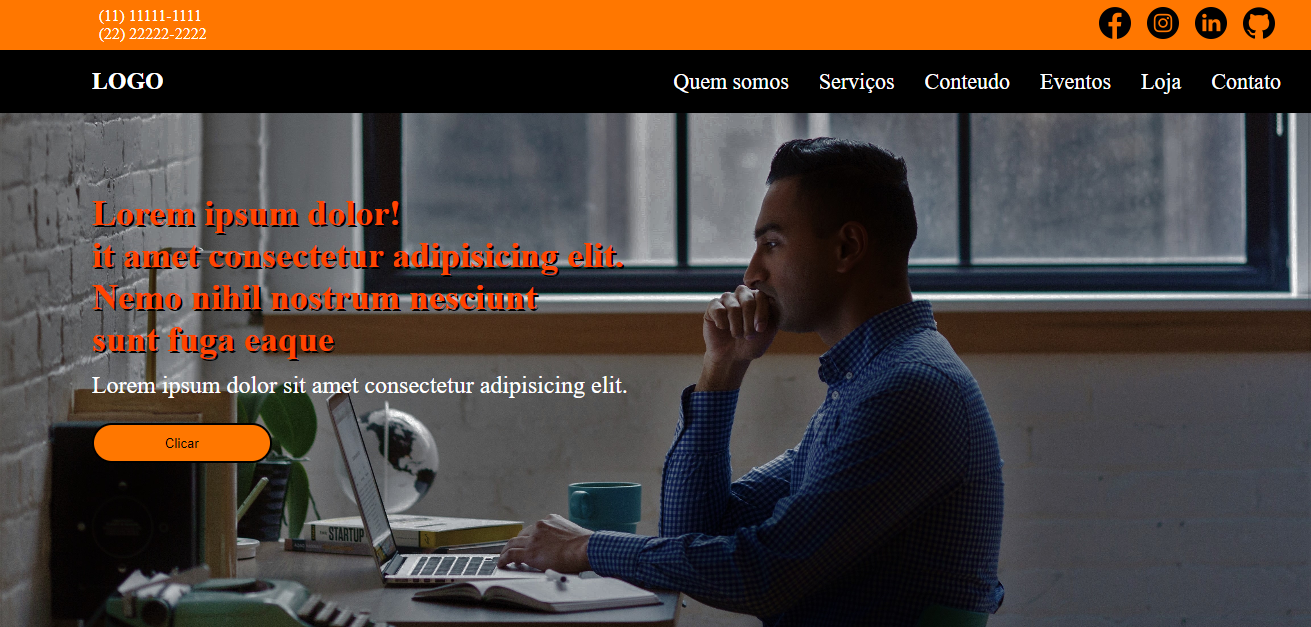 (11) 11111-1111
(22) 22222-2222
LOGO
Quem somos Serviços Conteudo Eventos Loja Contato
Lorem ipsum dolor!
it amet consectetur adipisicing elit.
Nemo nihil nostrum nesciunt
sunt fuga eaque
Lorem ipsum dolor sit amet consectetur adipisicing elit.
Clicar
STARTUP